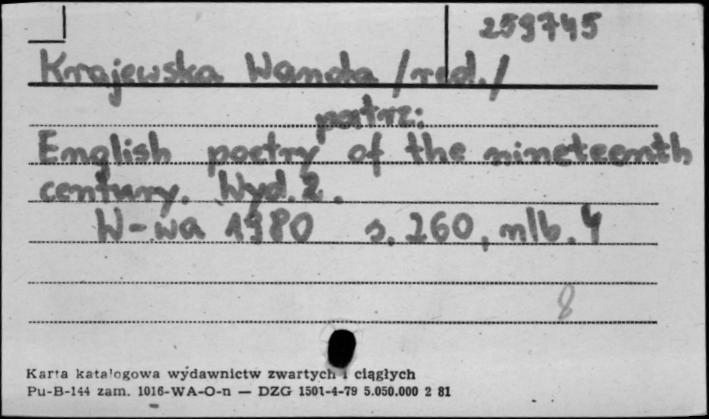 259745
Krajewska Wanda /red./
patrz:
English poetry of the nineteenth
century. Wyd. 2.
W-wa 1980 s. 260, nlb. 4
8
Karta katalogowa wydawnictw zwartych i ciągłych
Pu-B-144 zam. 1016-WA-O-n — DZG 1501-4-79 5.050.000 2 81